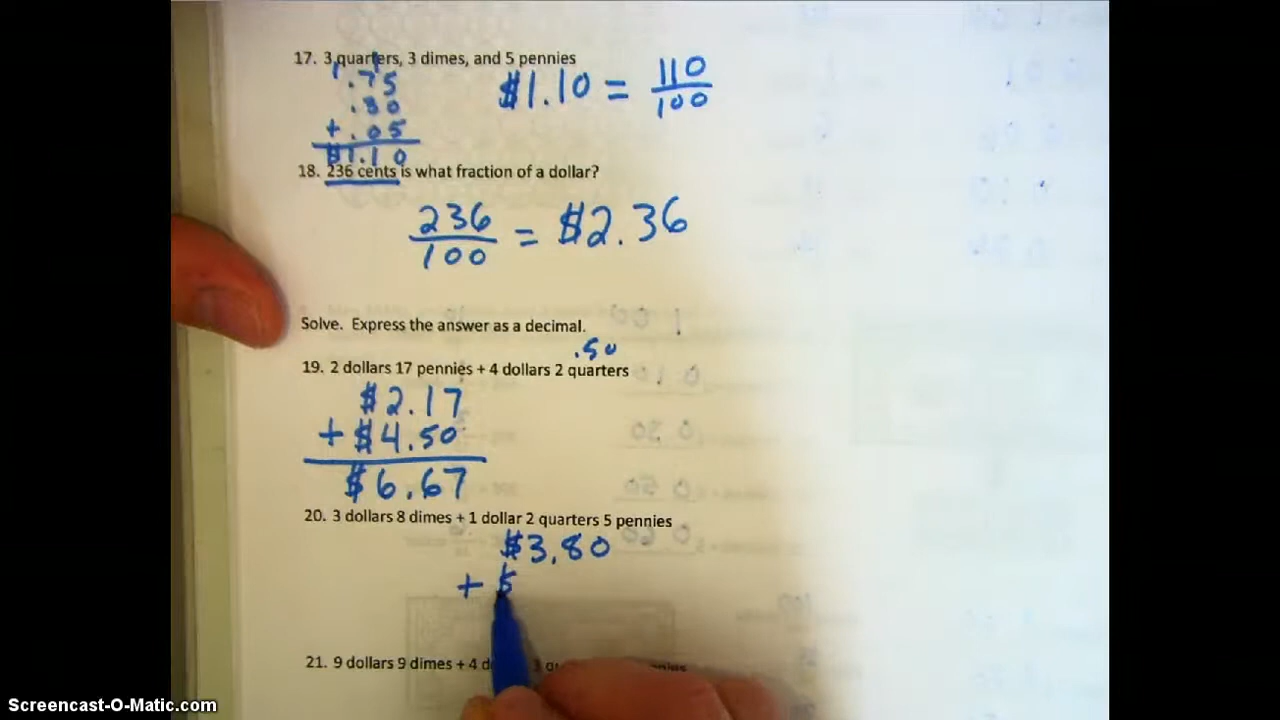 17. 3 quarters, 3 dimes, and 5 pennies
1 1
.75
.30
+ .05
$1.10
$1.10 = 110/100
18. 236 cents is what fraction of a dollar?
236/100 = $2.36
Solve. Express the answer as a decimal.
.50
19. 2 dollars 17 pennies + 4 dollars 2 quarters
$2.17
+ $4.50
$6.67
20. 3 dollars 8 dimes + 1 dollar 2 quarters 5 pennies
$3.80
+
21. 9 dollars 9 dimes + 4
Screencast-O-Matic.com